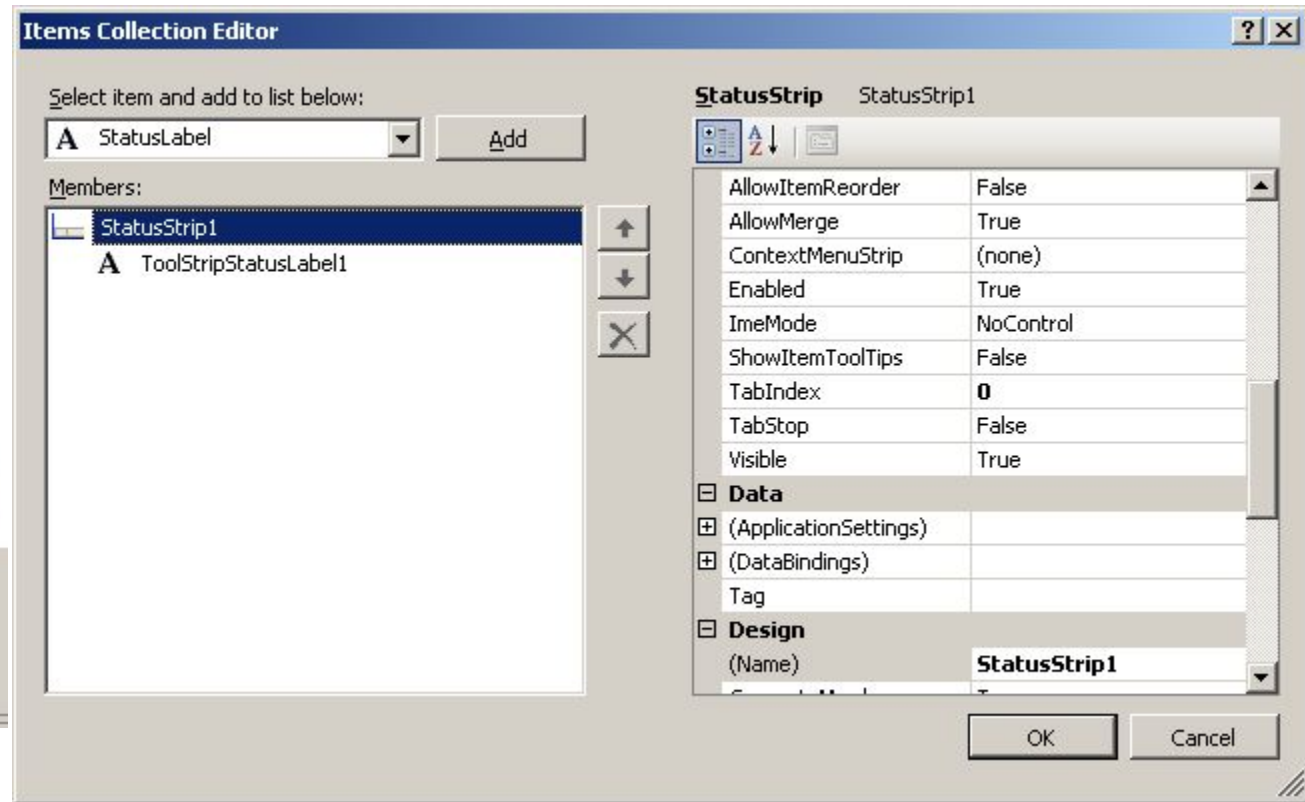 Items Collection Editor
Select item and add to list below:
A StatusLabel
Add
Members:
StatusStrip1
A ToolStripStatusLabel1
StatusStrip StatusStrip1
AllowItemReorder False
AllowMerge True
ContextMenuStrip (none)
Enabled True
ImeMode NoControl
ShowItemToolTips False
TabIndex 0
TabStop False
Visible True
Data
(ApplicationSettings)
(DataBindings)
Tag
Design
(Name) StatusStrip1
OK Cancel